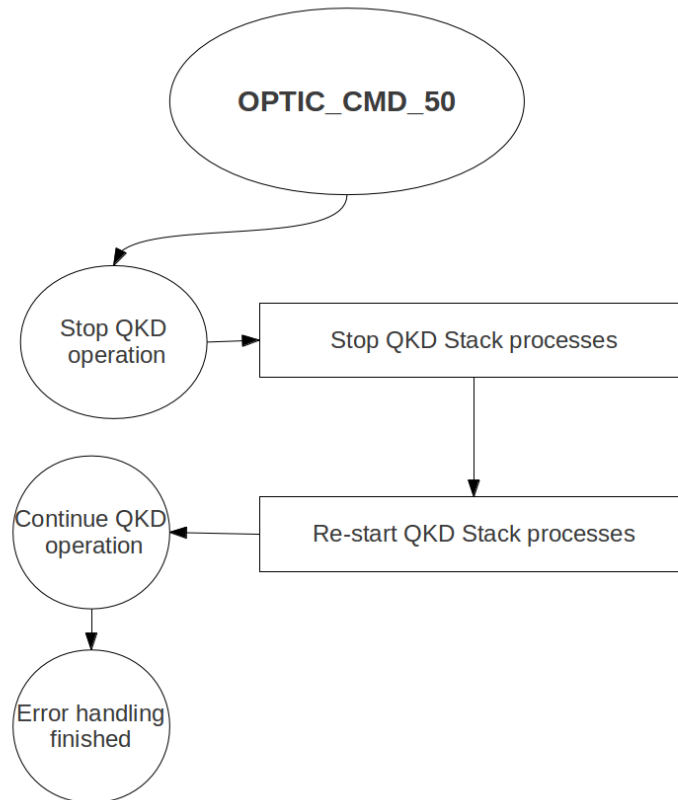 OPTIC_CMD_50
Stop QKD
operation
Stop QKD Stack processes
Continue QKD
operation
Re-start QKD Stack processes
Error handling
finished